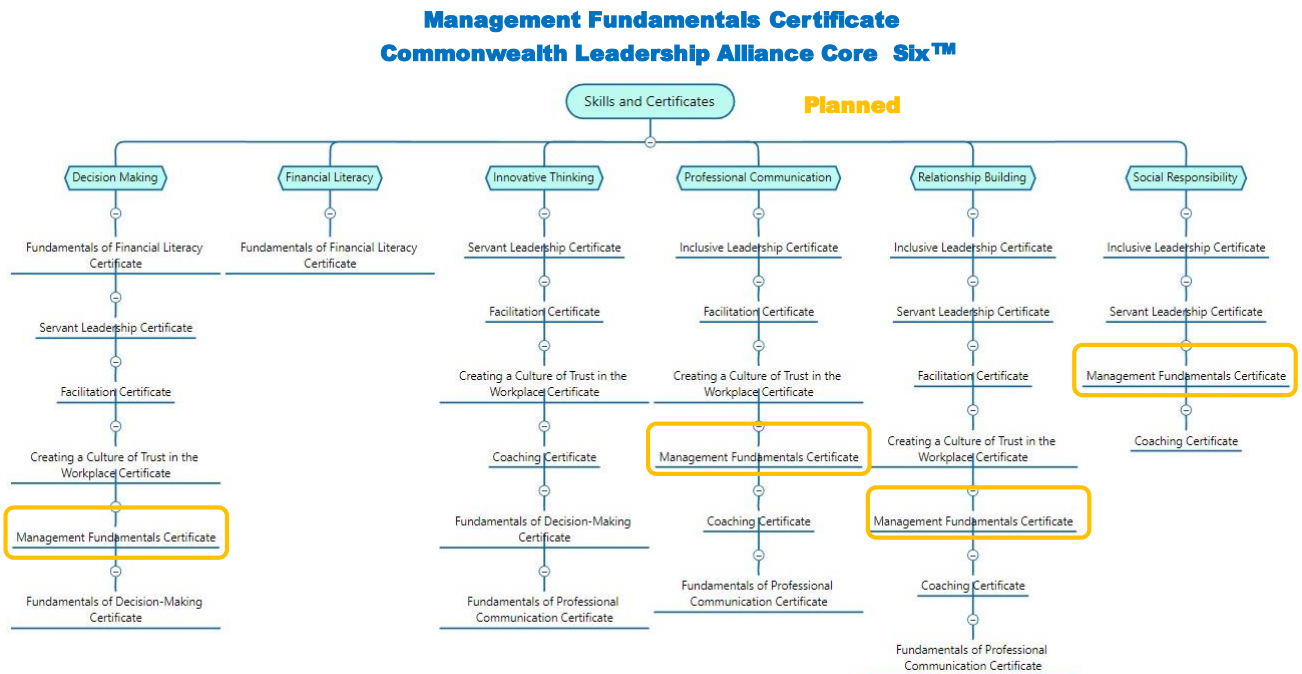 Management Fundamentals Certificate
Commonwealth Leadership Alliance Core Six™
Skills and Certificates
Planned
Decision Making
Fundamentals of Financial Literacy
Certificate
Servant Leadership Certificate
Facilitation Certificate
Creating a Culture of Trust in the
Workplace Certificate
Management Fundamentals Certificate
Fundamentals of Decision-Making
Certificate
Financial Literacy
Fundamentals of Financial Literacy
Certificate
Innovative Thinking
Servant Leadership Certificate
Facilitation Certificate
Creating a Culture of Trust in the
Workplace Certificate
Coaching Certificate
Fundamentals of Decision-Making
Certificate
Fundamentals of Professional
Communication Certificate
Professional Communication
Inclusive Leadership Certificate
Facilitation Certificate
Creating a Culture of Trust in the
Workplace Certificate
Management Fundamentals Certificate
Coaching Certificate
Fundamentals of Professional
Communication Certificate
Relationship Building
Inclusive Leadership Certificate
Servant Leadership Certificate
Facilitation Certificate
Creating a Culture of Trust in the
Workplace Certificate
Management Fundamentals Certificate
Coaching Certificate
Fundamentals of Professional
Communication Certificate
Social Responsibility
Inclusive Leadership Certificate
Servant Leadership Certificate
Management Fundamentals Certificate
Coaching Certificate